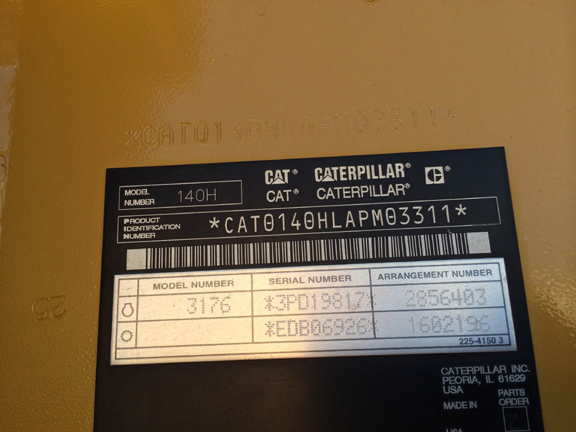 *CAT0140HLAPM03311*
CAT® CATERPILLAR® C®
CAT® CATERPILLAR®
MODEL NUMBER 140H
PRODUCT IDENTIFICATION NUMBER *CAT0140HLAPM03311*
MODEL NUMBER SERIAL NUMBER ARRANGEMENT NUMBER
3176 *3PD19817* 2856403
*EDB06926* 1602196
225-4150 3
25
CATERPILLAR INC.
PEORIA, IL 61629
USA
PARTS
MADE IN ORDER